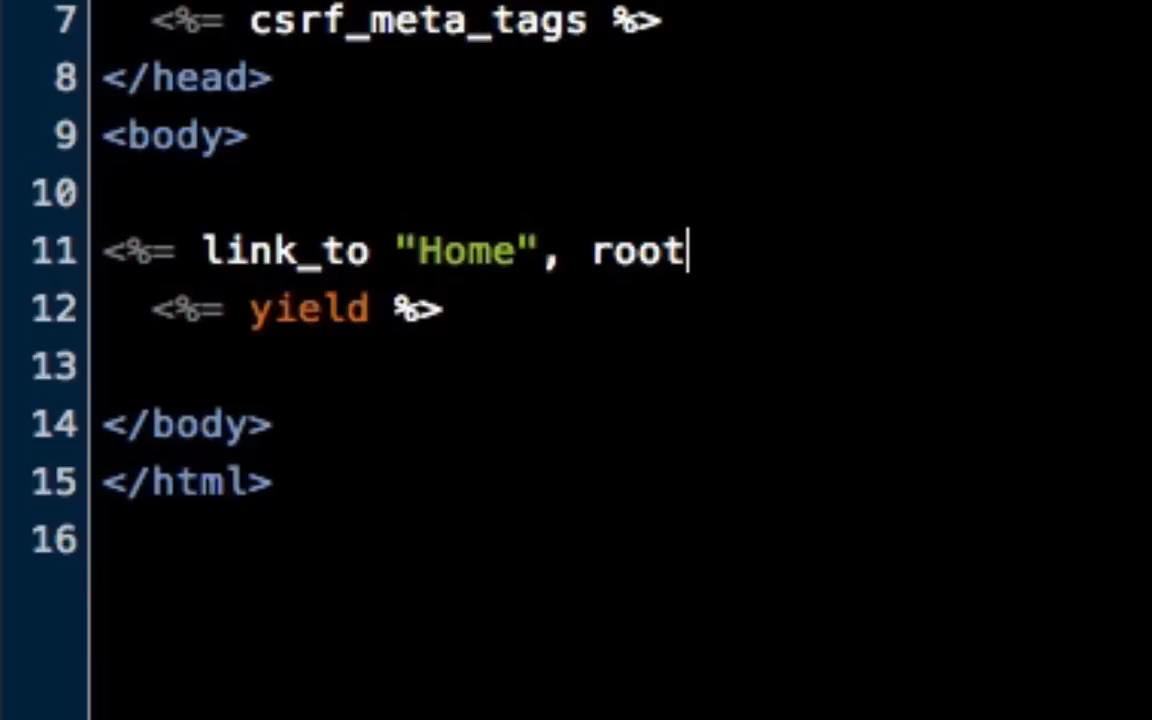 7 <%= csrf_meta_tags %>
8 </head>
9 <body>
10
11 <%= link_to "Home", root
12 <%= yield %>
13
14 </body>
15 </html>
16